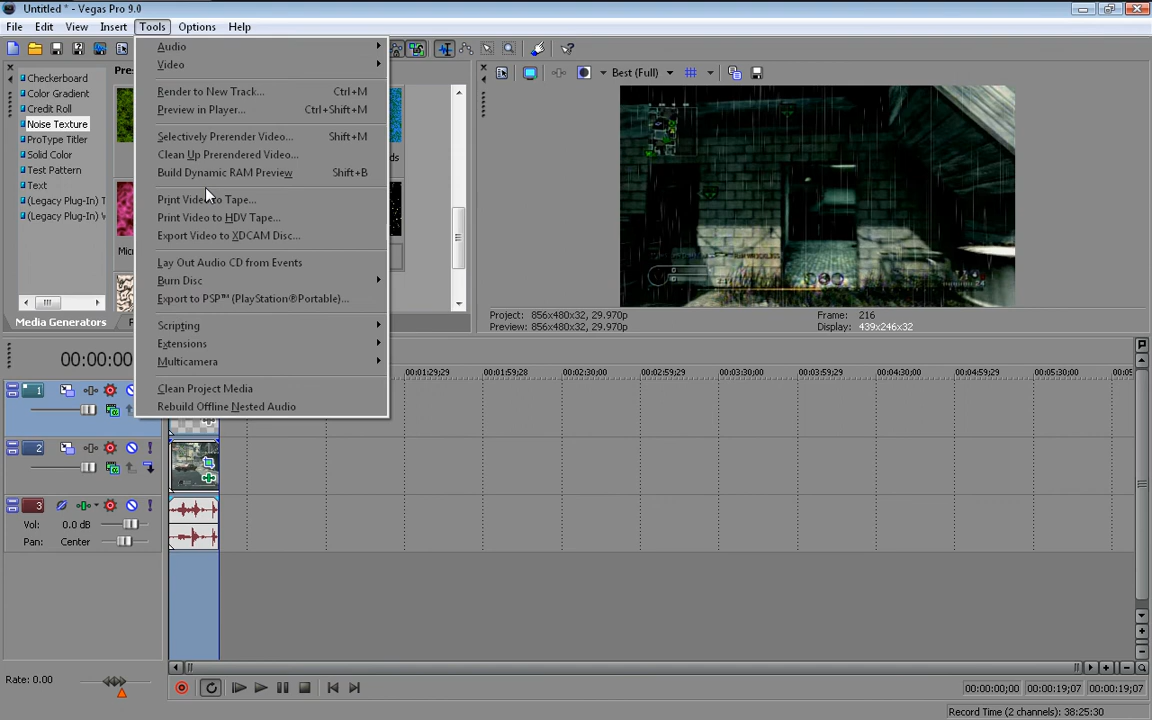 Untitled * - Vegas Pro 9.0
File Edit View Insert Tools Options Help
Audio
Video
Render to New Track... Ctrl+M
Preview in Player... Ctrl+Shift+M
Selectively Prerender Video... Shift+M
Clean Up Prerendered Video...
Build Dynamic RAM Preview Shift+B
Print Video to Tape...
Print Video to HDV Tape...
Export Video to XDCAM Disc...
Lay Out Audio CD from Events
Burn Disc
Export to PSP™ (PlayStation®Portable)...
Scripting
Extensions
Multicamera
Clean Project Media
Rebuild Offline Nested Audio
Checkerboard
Color Gradient
Credit Roll
Noise Texture
ProType Titler
Solid Color
Test Pattern
Text
(Legacy Plug-In) T
(Legacy Plug-In)
Media Generators
Best (Full)
Project: 856x480x32, 29.970p
Frame: 216
Preview: 856x480x32, 29.970p
Display: 439x246x32
00:01:29;29 00:01:59;28 00:02:30;00 00:02:59;29 00:03:30;00 00:03:59;29 00:04:30;00 00:04:59;29 00:05:30;00
1
2
3
Vol: 0.0 dB
Pan: Center
Rate: 0.00
00:00:00;00 00:00:19;07 00:00:19;07
Record Time (2 channels): 38:25:30